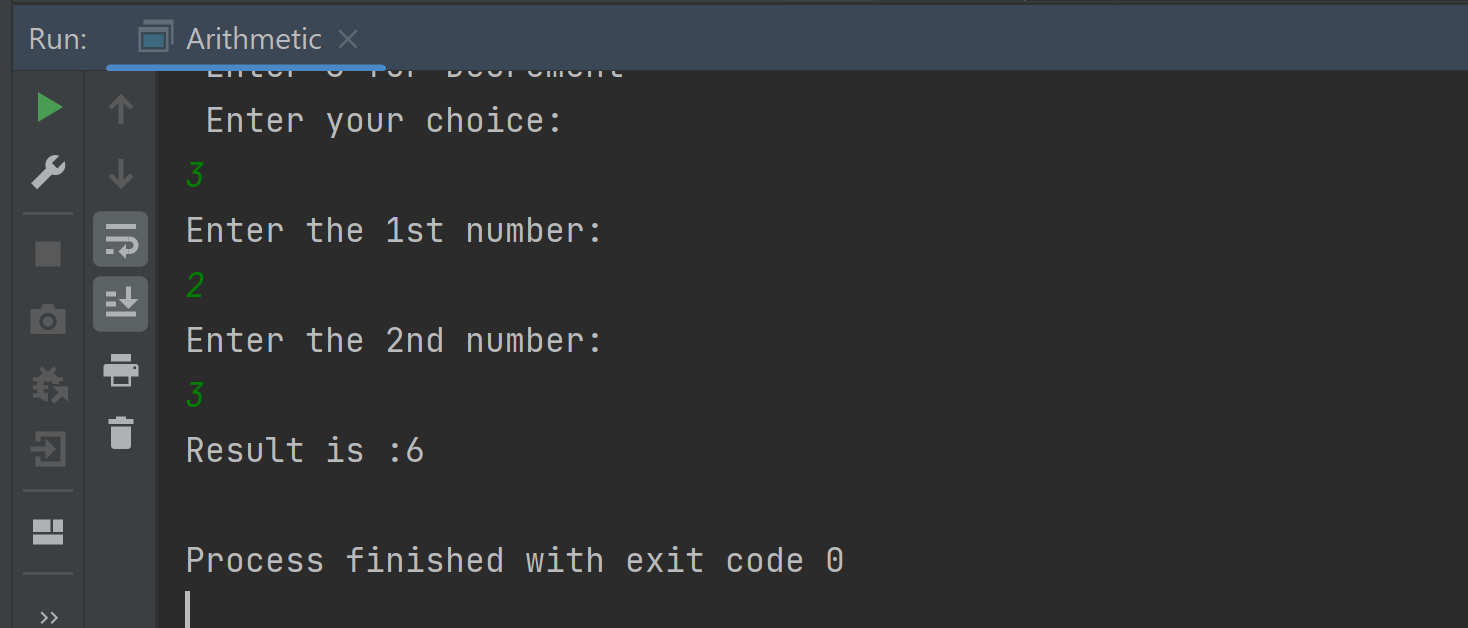 Run: Arithmetic
Enter your choice:
3
Enter the 1st number:
2
Enter the 2nd number:
3
Result is :6
Process finished with exit code 0